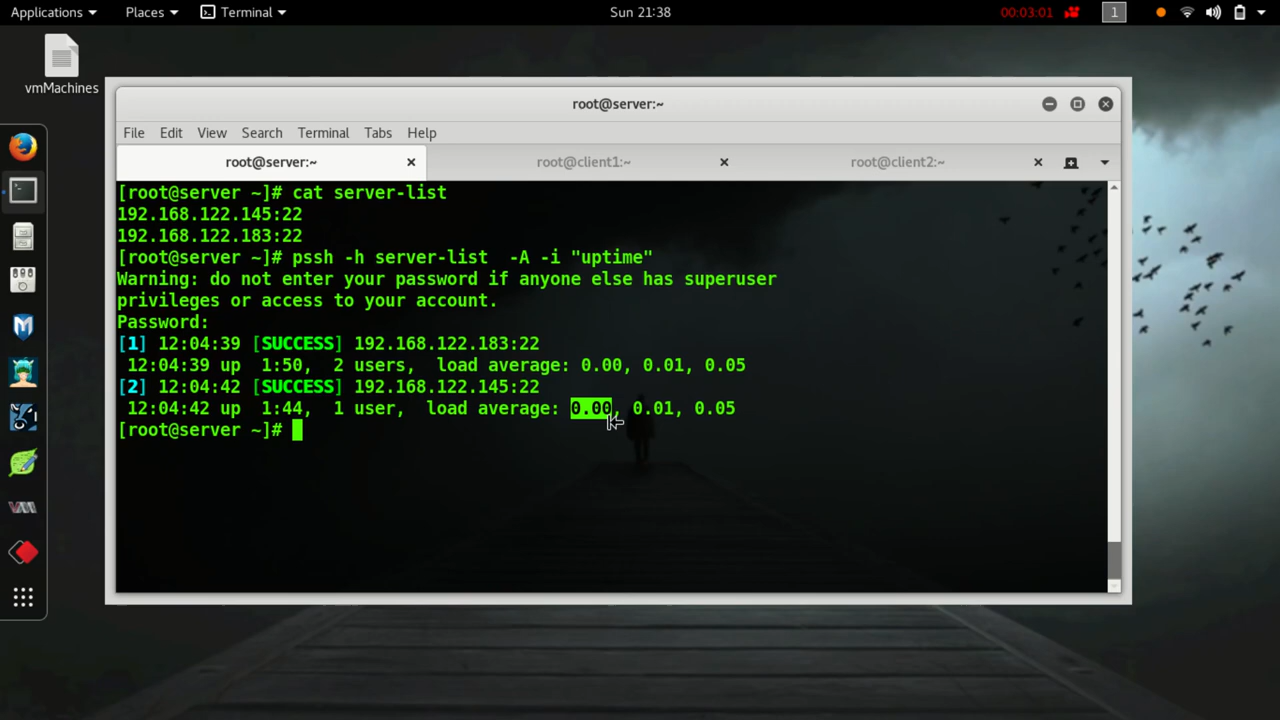 Applications Places Terminal Sun 21:38 00:03:01 1
vmMachines
root@server:~
File Edit View Search Terminal Tabs Help
root@server:~ root@client1:~ root@client2:~
[root@server ~]# cat server-list
192.168.122.145:22
192.168.122.183:22
[root@server ~]# pssh -h server-list  -A -i "uptime"
Warning: do not enter your password if anyone else has superuser
privileges or access to your account.
Password:
[1] 12:04:39 [SUCCESS] 192.168.122.183:22
 12:04:39 up  1:50,  2 users,  load average: 0.00, 0.01, 0.05
[2] 12:04:42 [SUCCESS] 192.168.122.145:22
 12:04:42 up  1:44,  1 user,  load average: 0.00, 0.01, 0.05
[root@server ~]#